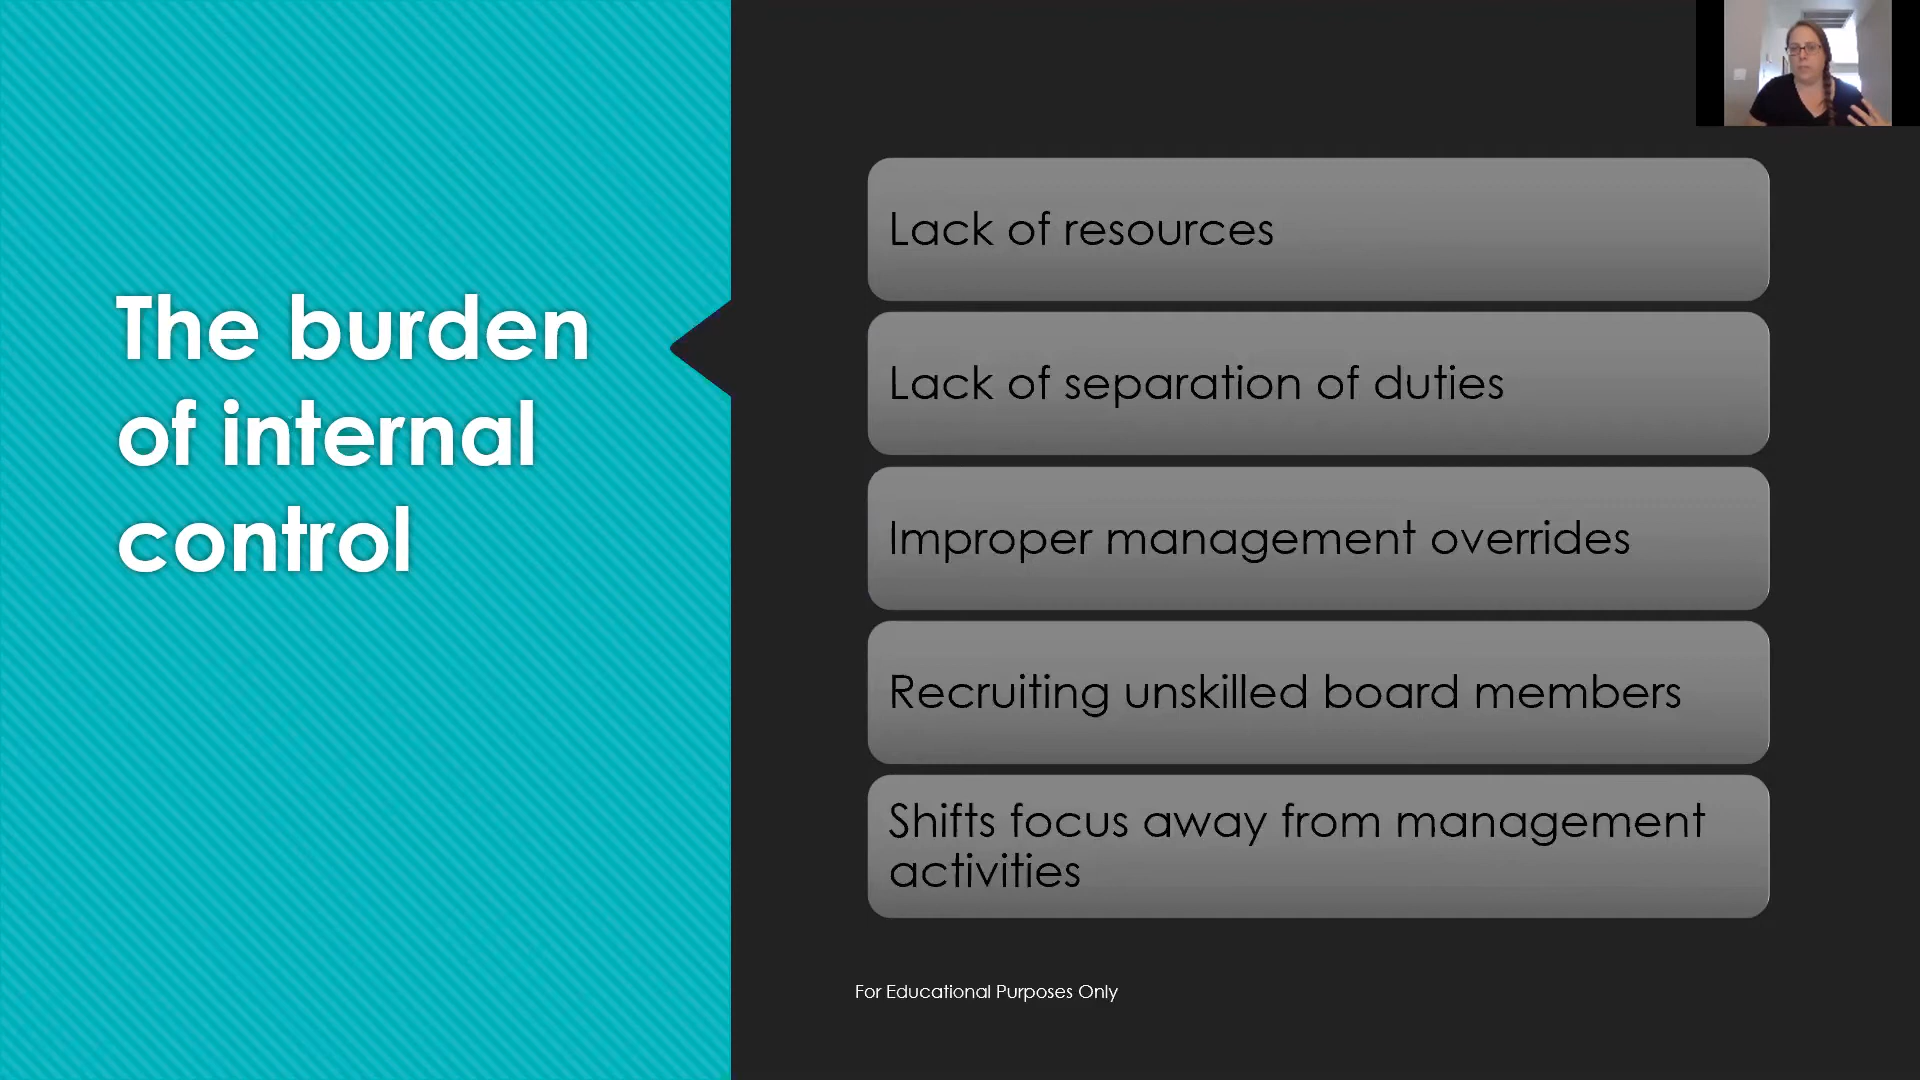 The burden
of internal
control
Lack of resources
Lack of separation of duties
Improper management overrides
Recruiting unskilled board members
Shifts focus away from management
activities
For Educational Purposes Only